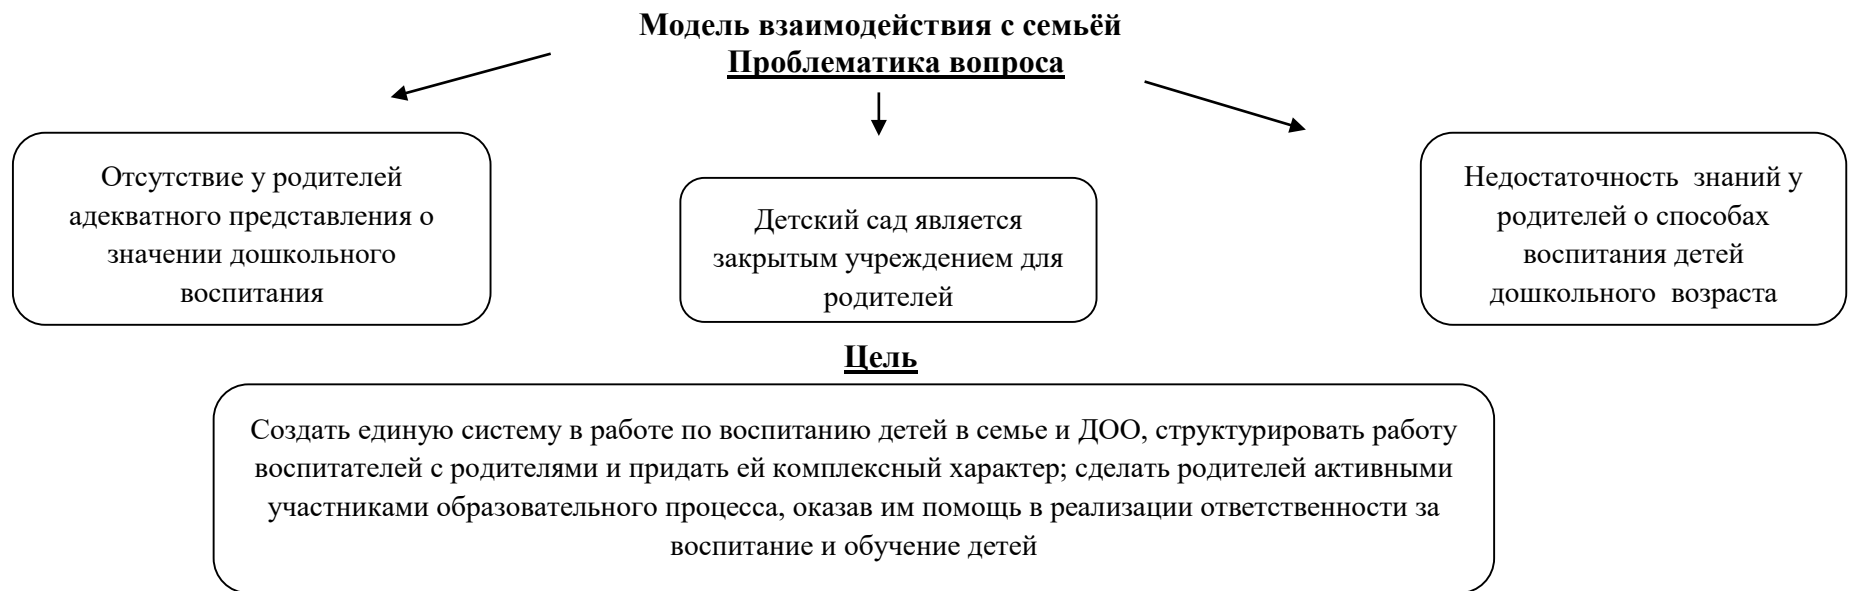 Модель взаимодействия с семьёй
Проблематика вопроса
Отсутствие у родителей
адекватного представления о
значении дошкольного
воспитания
Детский сад является
закрытым учреждением для
родителей
Недостаточность  знаний у
родителей о способах
воспитания детей
дошкольного  возраста
Цель
Создать единую систему в работе по воспитанию детей в семье и ДОО, структурировать работу
воспитателей с родителями и придать ей комплексный характер; сделать родителей активными
участниками образовательного процесса, оказав им помощь в реализации ответственности за
воспитание и обучение детей